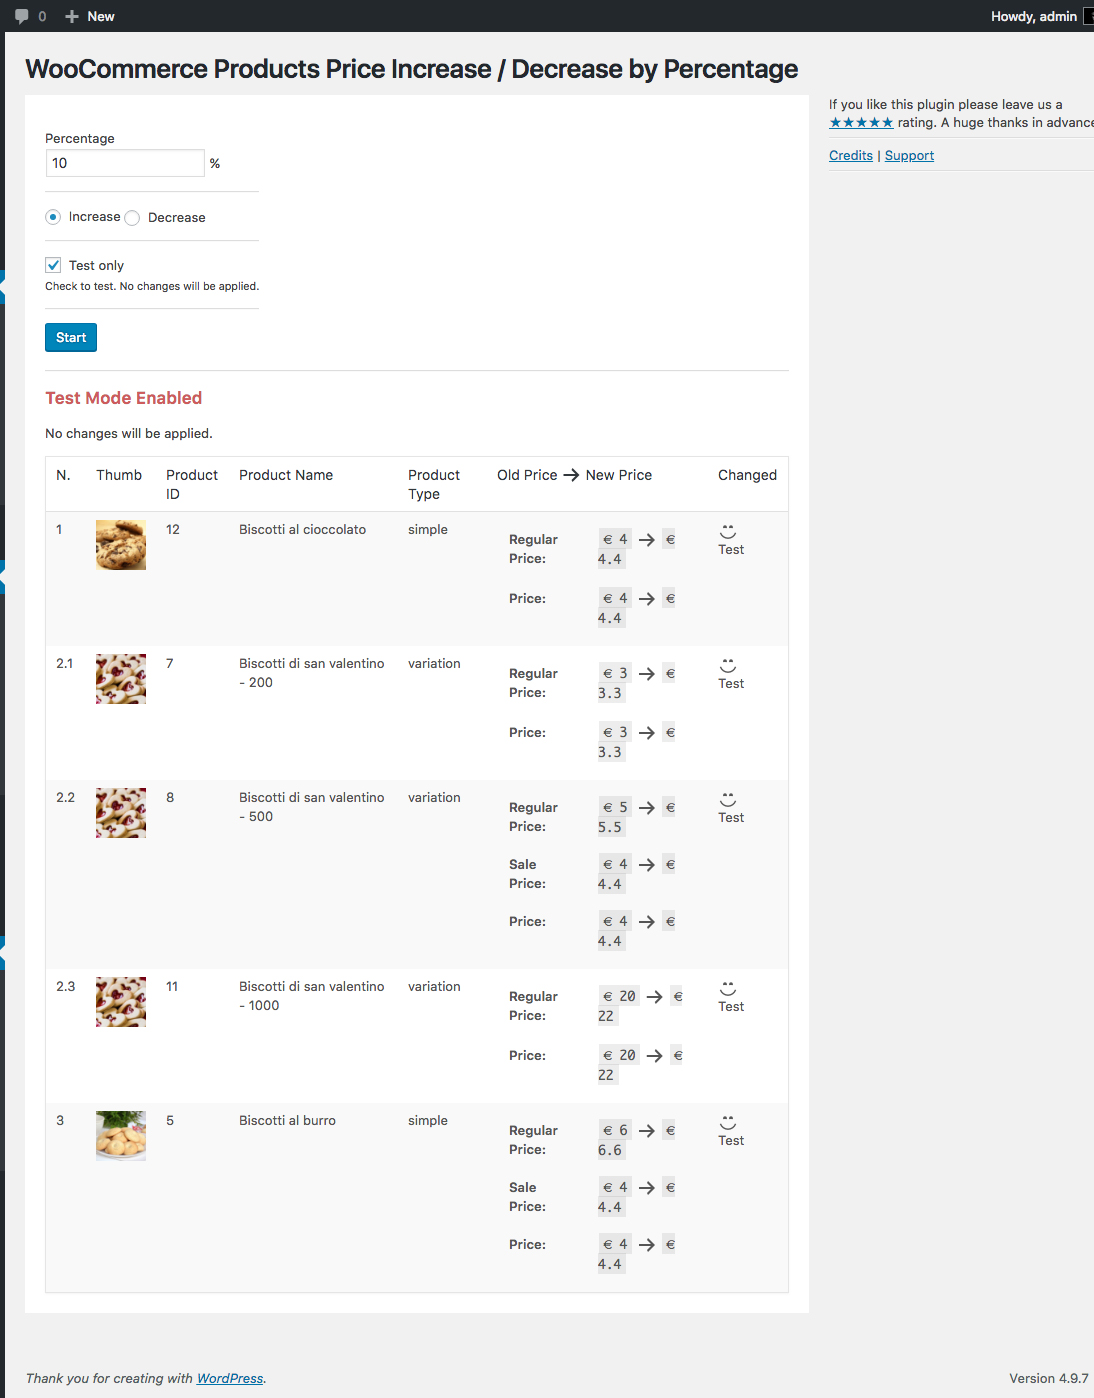 0 New
Howdy, admin
WooCommerce Products Price Increase / Decrease by Percentage
If you like this plugin please leave us a
★★★★★ rating. A huge thanks in advance
Credits | Support
Percentage
10 %
Increase Decrease
Test only
Check to test. No changes will be applied.
Start
Test Mode Enabled
No changes will be applied.
N. Thumb Product Product Name Product Old Price → New Price Changed
ID Type
1 12 Biscotti al cioccolato simple
Regular € 4 → €
Price: 4.4
Price: € 4 → €
4.4
Test
2.1 7 Biscotti di san valentino variation
- 200
Regular € 3 → €
Price: 3.3
Price: € 3 → €
3.3
Test
2.2 8 Biscotti di san valentino variation
- 500
Regular € 5 → €
Price: 5.5
Sale € 4 → €
Price: 4.4
Price: € 4 → €
4.4
Test
2.3 11 Biscotti di san valentino variation
- 1000
Regular € 20 → €
Price: 22
Price: € 20 → €
22
Test
3 5 Biscotti al burro simple
Regular € 6 → €
Price: 6.6
Sale € 4 → €
Price: 4.4
Price: € 4 → €
4.4
Test
Thank you for creating with WordPress.
Version 4.9.7